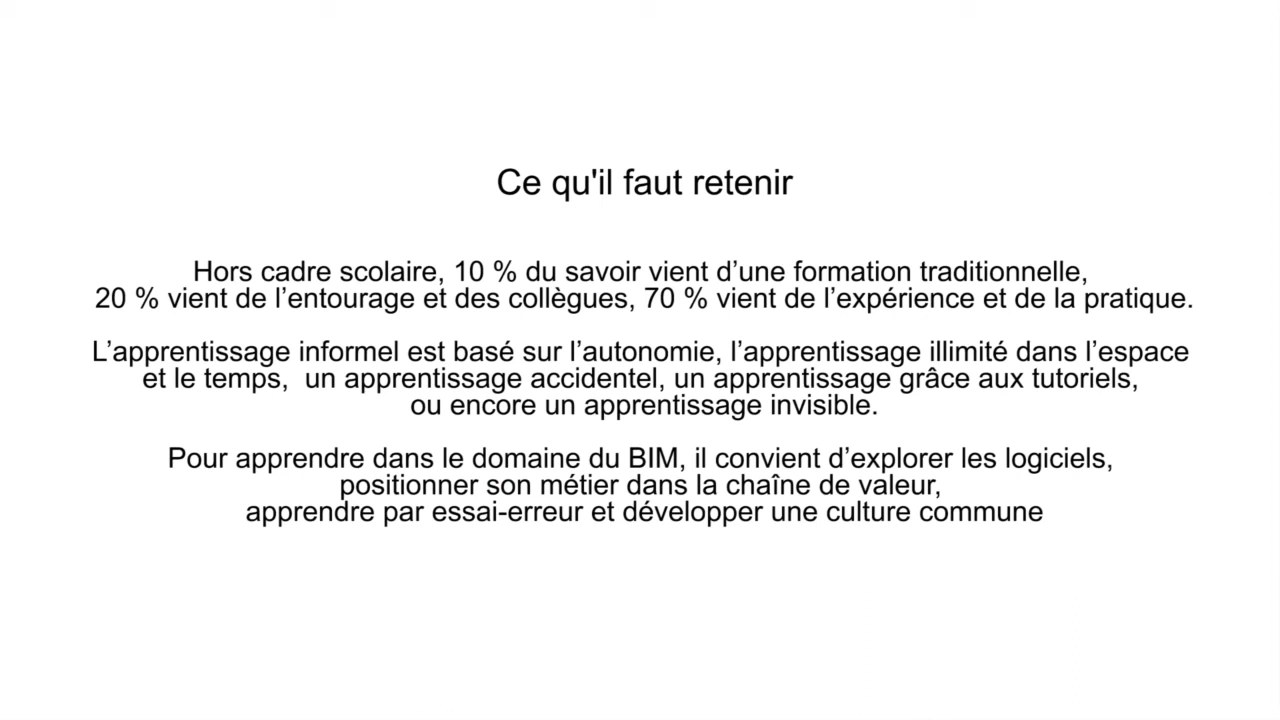 Ce qu'il faut retenir
Hors cadre scolaire, 10 % du savoir vient d’une formation traditionnelle,
20 % vient de l’entourage et des collègues, 70 % vient de l’expérience et de la pratique.
L’apprentissage informel est basé sur l’autonomie, l’apprentissage illimité dans l’espace
et le temps,  un apprentissage accidentel, un apprentissage grâce aux tutoriels,
ou encore un apprentissage invisible.
Pour apprendre dans le domaine du BIM, il convient d’explorer les logiciels,
positionner son métier dans la chaîne de valeur,
apprendre par essai-erreur et développer une culture commune